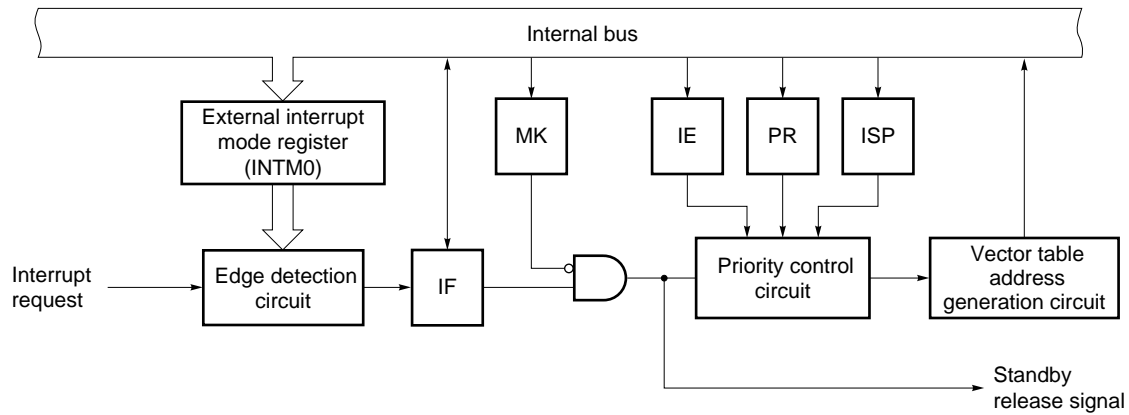 Internal bus
External interrupt
mode register
(INTM0)
MK
IE
PR
ISP
Interrupt
request
Edge detection
circuit
IF
Priority control
circuit
Vector table
address
generation circuit
Standby
release signal